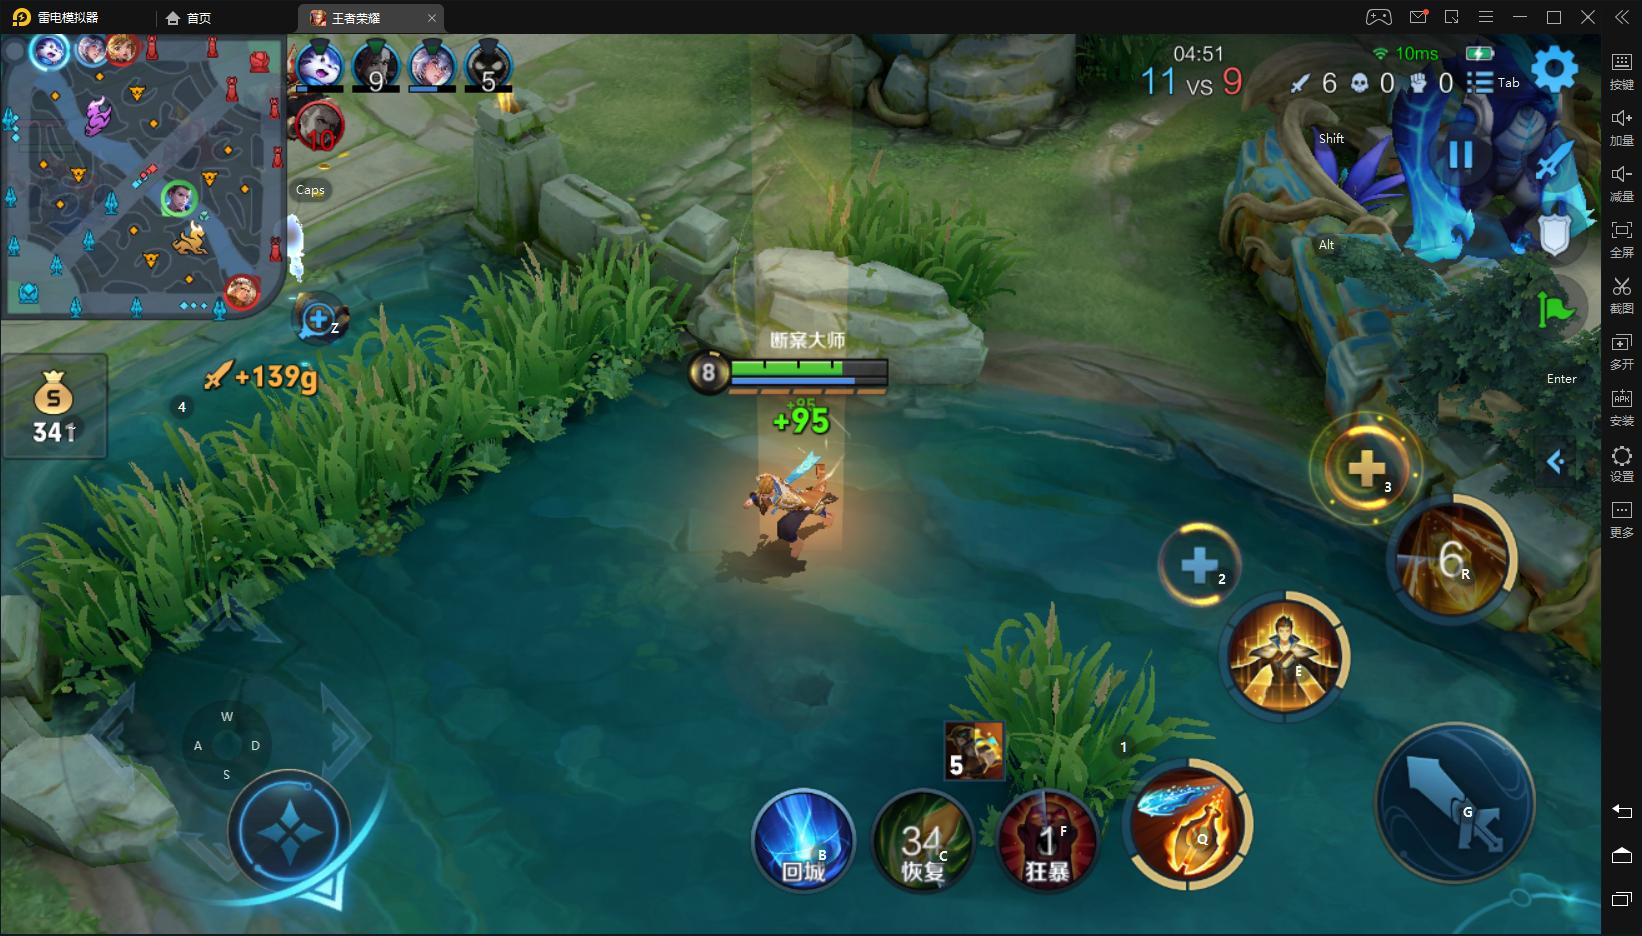 雷电模拟器
首页
王者荣耀
9
5
10
04:51
10ms
11 vs 9
6
0
0
Tab
按键
加量
减量
全屏
截图
多开
安装
设置
更多
APK
Shift
Caps
Alt
Z
Enter
断案大师
8
+139g
4
+95
+95
S
341
3
2
6
R
E
W
A
D
S
1
5
G
Q
B
回城
34
C
恢复
1
F
狂暴